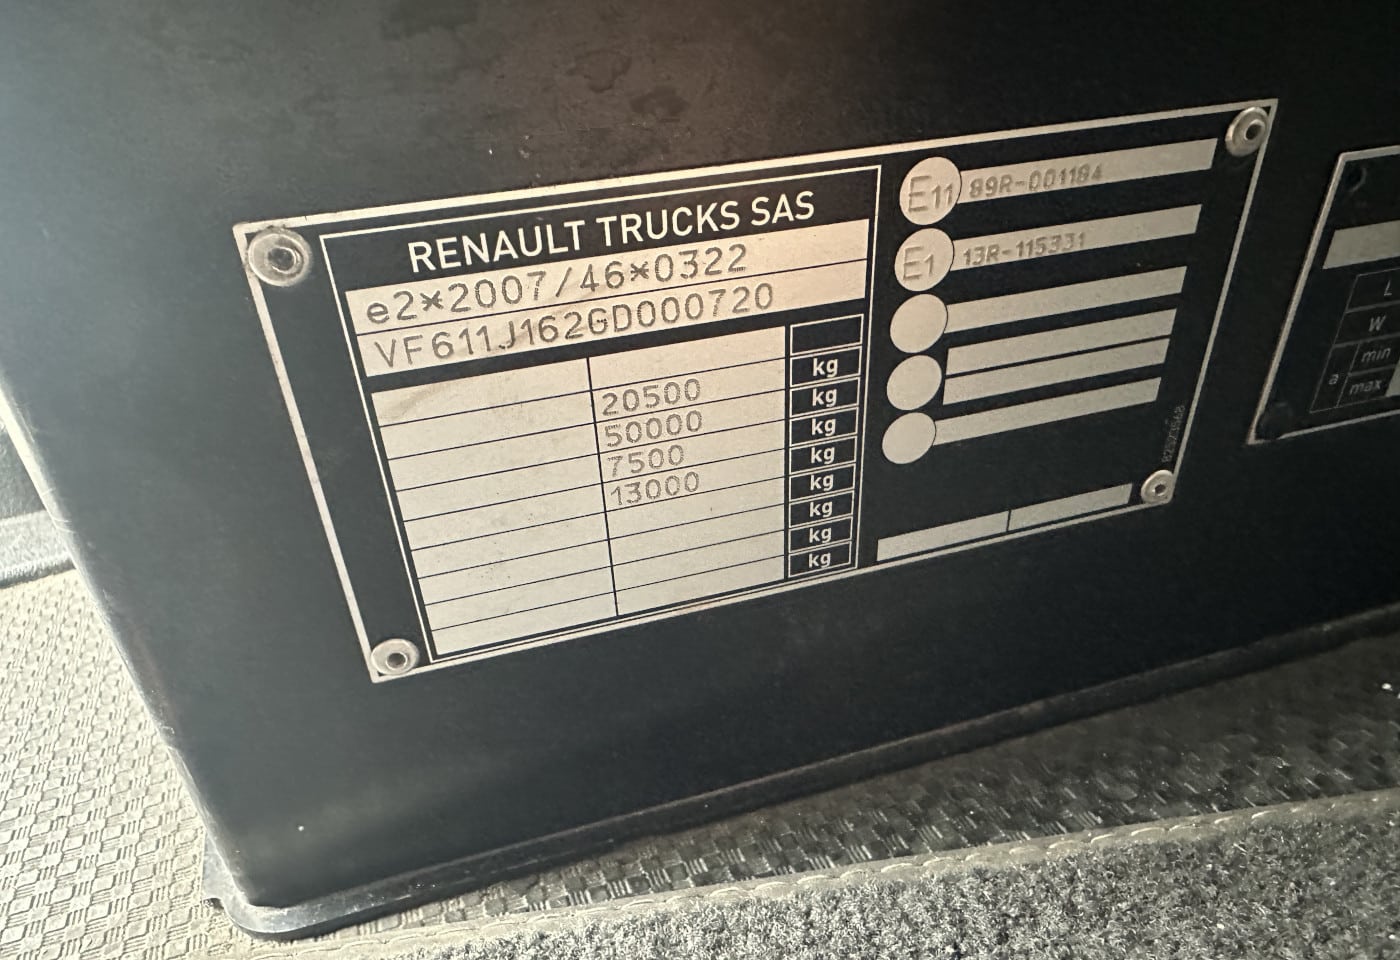 RENAULT TRUCKS SAS
e2*2007/46*0322
VF611J162GD000720
20500 kg
50000 kg
7500 kg
13000 kg
kg
kg
kg
kg
E11 89R-001184
E1 13R-115331
L
W
a
min
max